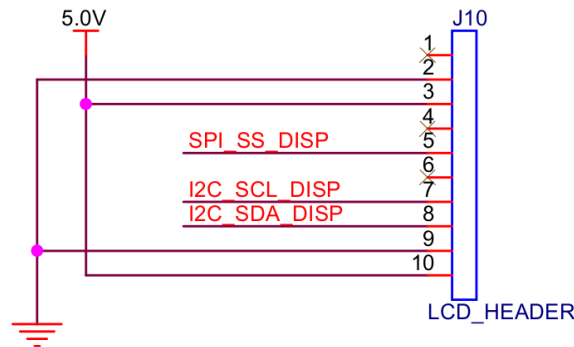 5.0V
J10
1
2
3
4
SPI_SS_DISP 5
6
I2C_SCL_DISP 7
I2C_SDA_DISP 8
9
10
LCD_HEADER